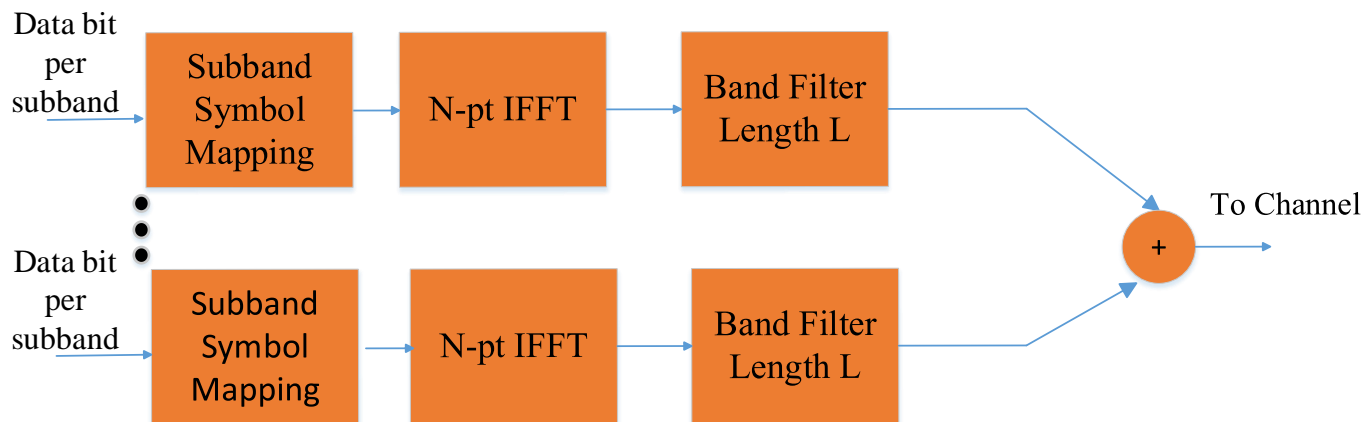 Data bit
per
subband
Subband
Symbol
Mapping
N-pt IFFT
Band Filter
Length L
To Channel
+
Data bit
per
subband
Subband
Symbol
Mapping
N-pt IFFT
Band Filter
Length L